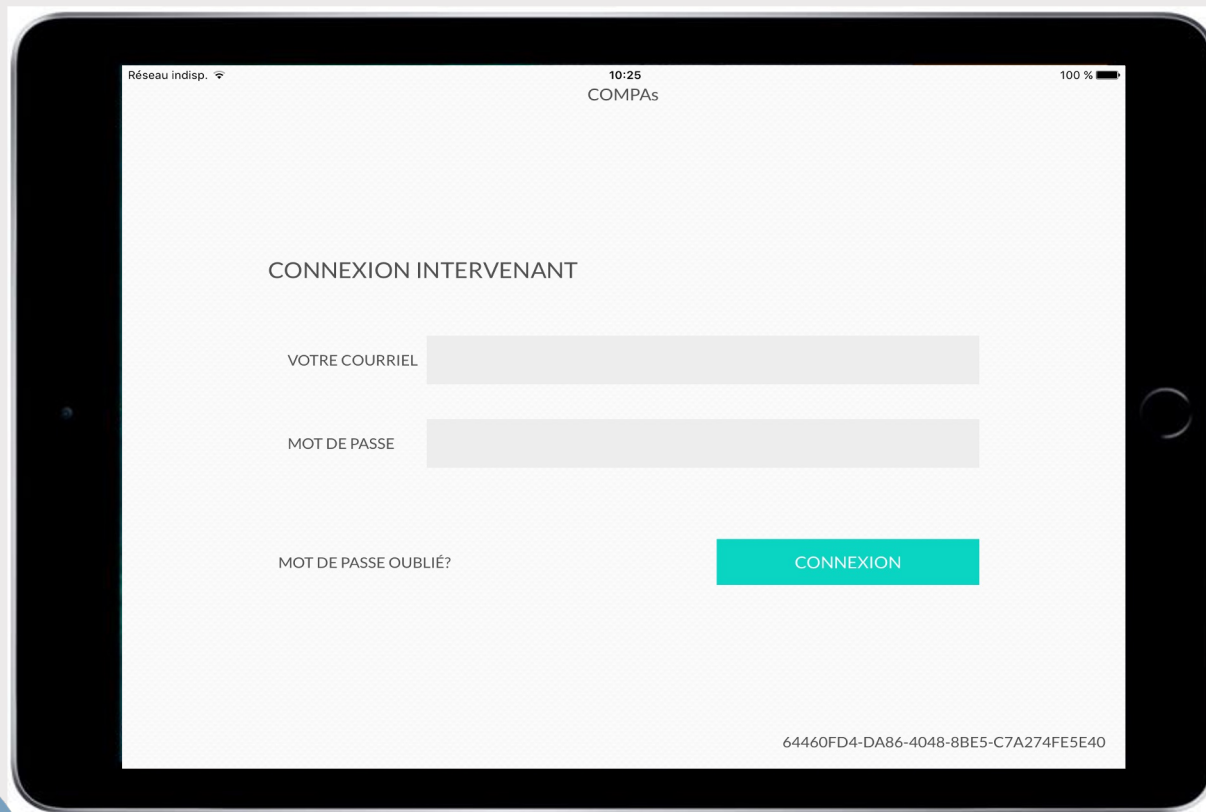 Réseau indisp. 10:25 100 %
COMPAs
CONNEXION INTERVENANT
VOTRE COURRIEL
MOT DE PASSE
MOT DE PASSE OUBLIÉ?
CONNEXION
64460FD4-DA86-4048-8BE5-C7A274FE5E40